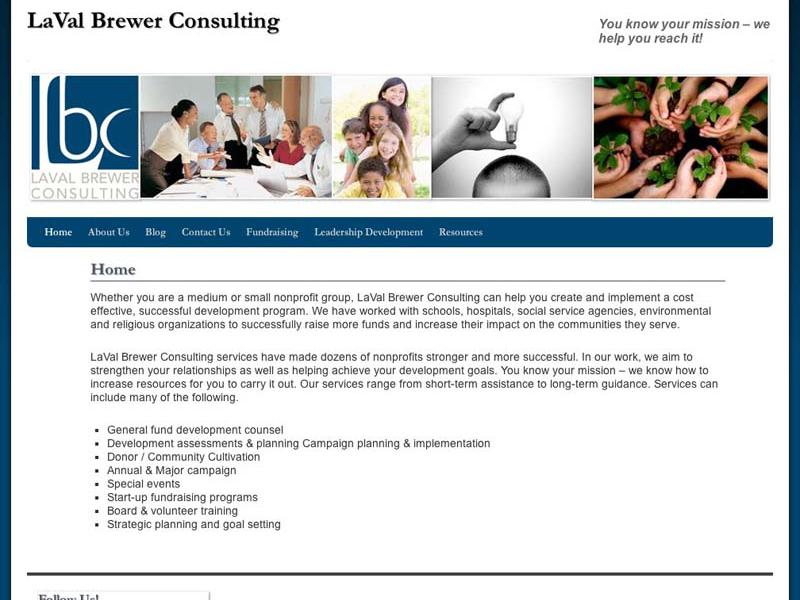 LaVal Brewer Consulting
You know your mission – we
help you reach it!
lbc
LAVAL BREWER
CONSULTING
Home About Us Blog Contact Us Fundraising Leadership Development Resources
Home
Whether you are a medium or small nonprofit group, LaVal Brewer Consulting can help you create and implement a cost
effective, successful development program. We have worked with schools, hospitals, social service agencies, environmental
and religious organizations to successfully raise more funds and increase their impact on the communities they serve.
LaVal Brewer Consulting services have made dozens of nonprofits stronger and more successful. In our work, we aim to
strengthen your relationships as well as helping achieve your development goals. You know your mission – we know how to
increase resources for you to carry it out. Our services range from short-term assistance to long-term guidance. Services can
include many of the following.
General fund development counsel
Development assessments & planning Campaign planning & implementation
Donor / Community Cultivation
Annual & Major campaign
Special events
Start-up fundraising programs
Board & volunteer training
Strategic planning and goal setting
Follow Us!